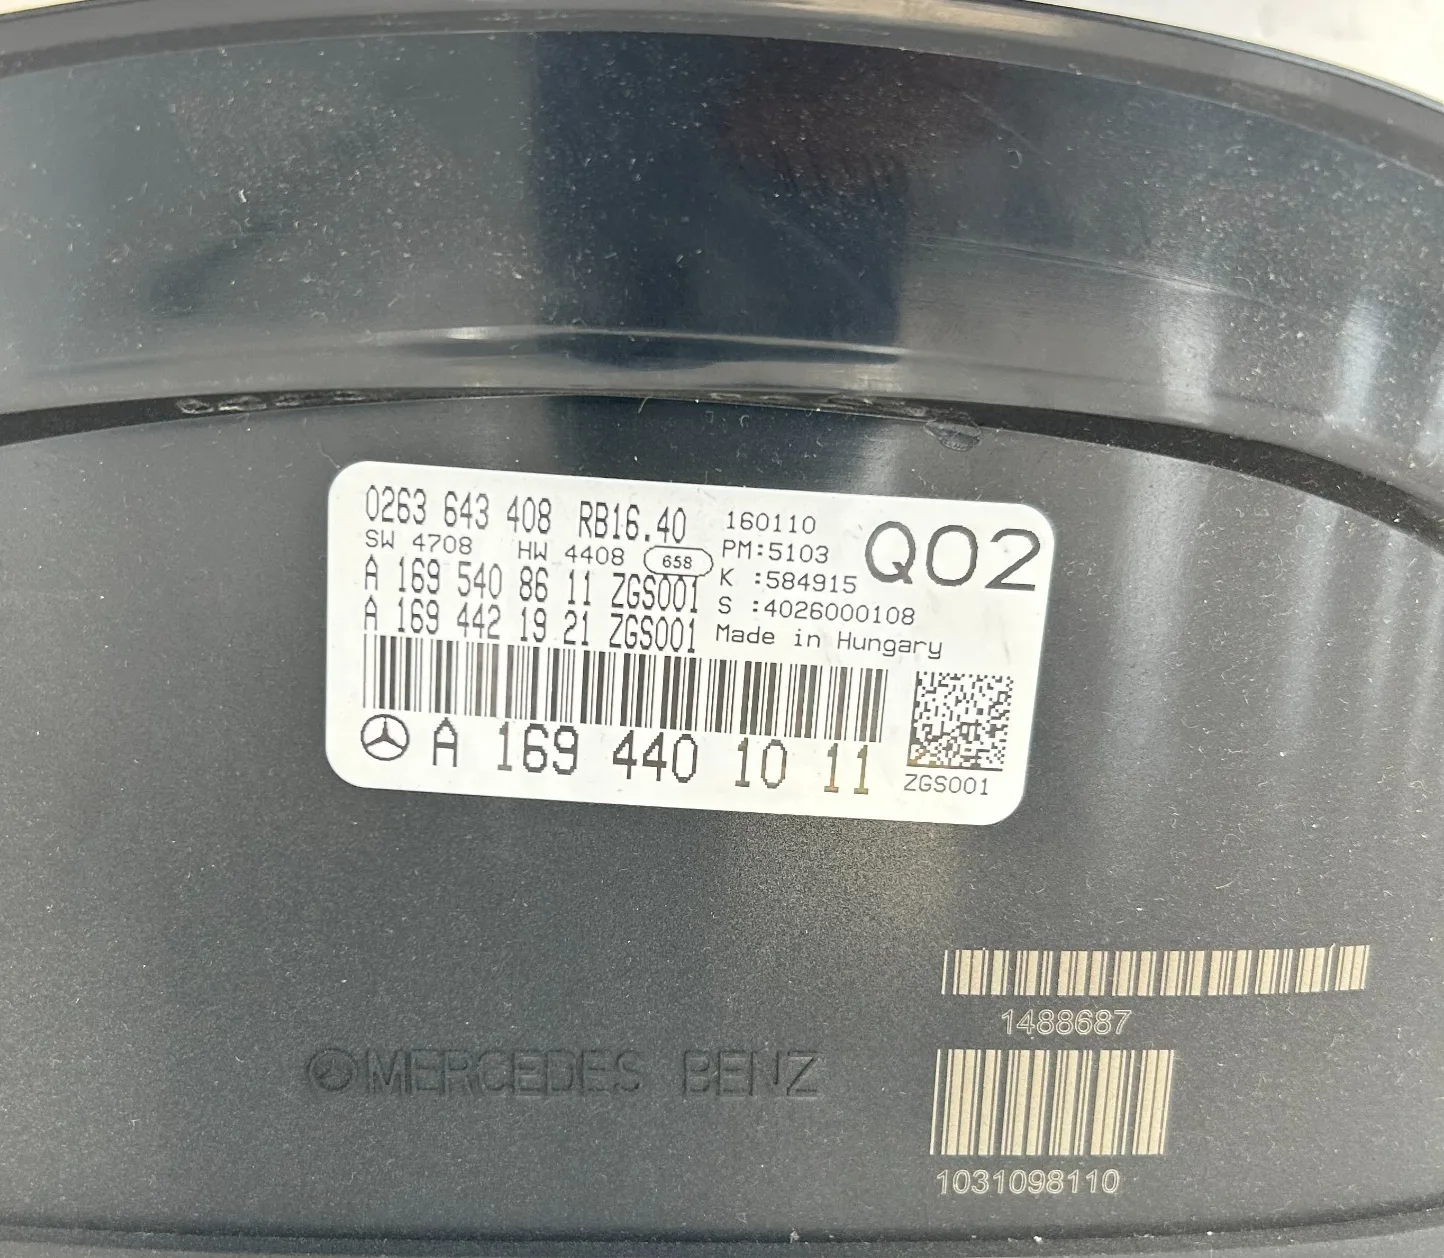 0263 643 408 RB16.40
SW 4708 HW 4408 658
A 169 540 86 11 ZGS001
A 169 442 19 21 ZGS001
160110
PM:5103
K :584915
S :4026000108
Made in Hungary
Q02
A 169 440 10 11
ZGS001
1488687
MERCEDES BENZ
1031098110